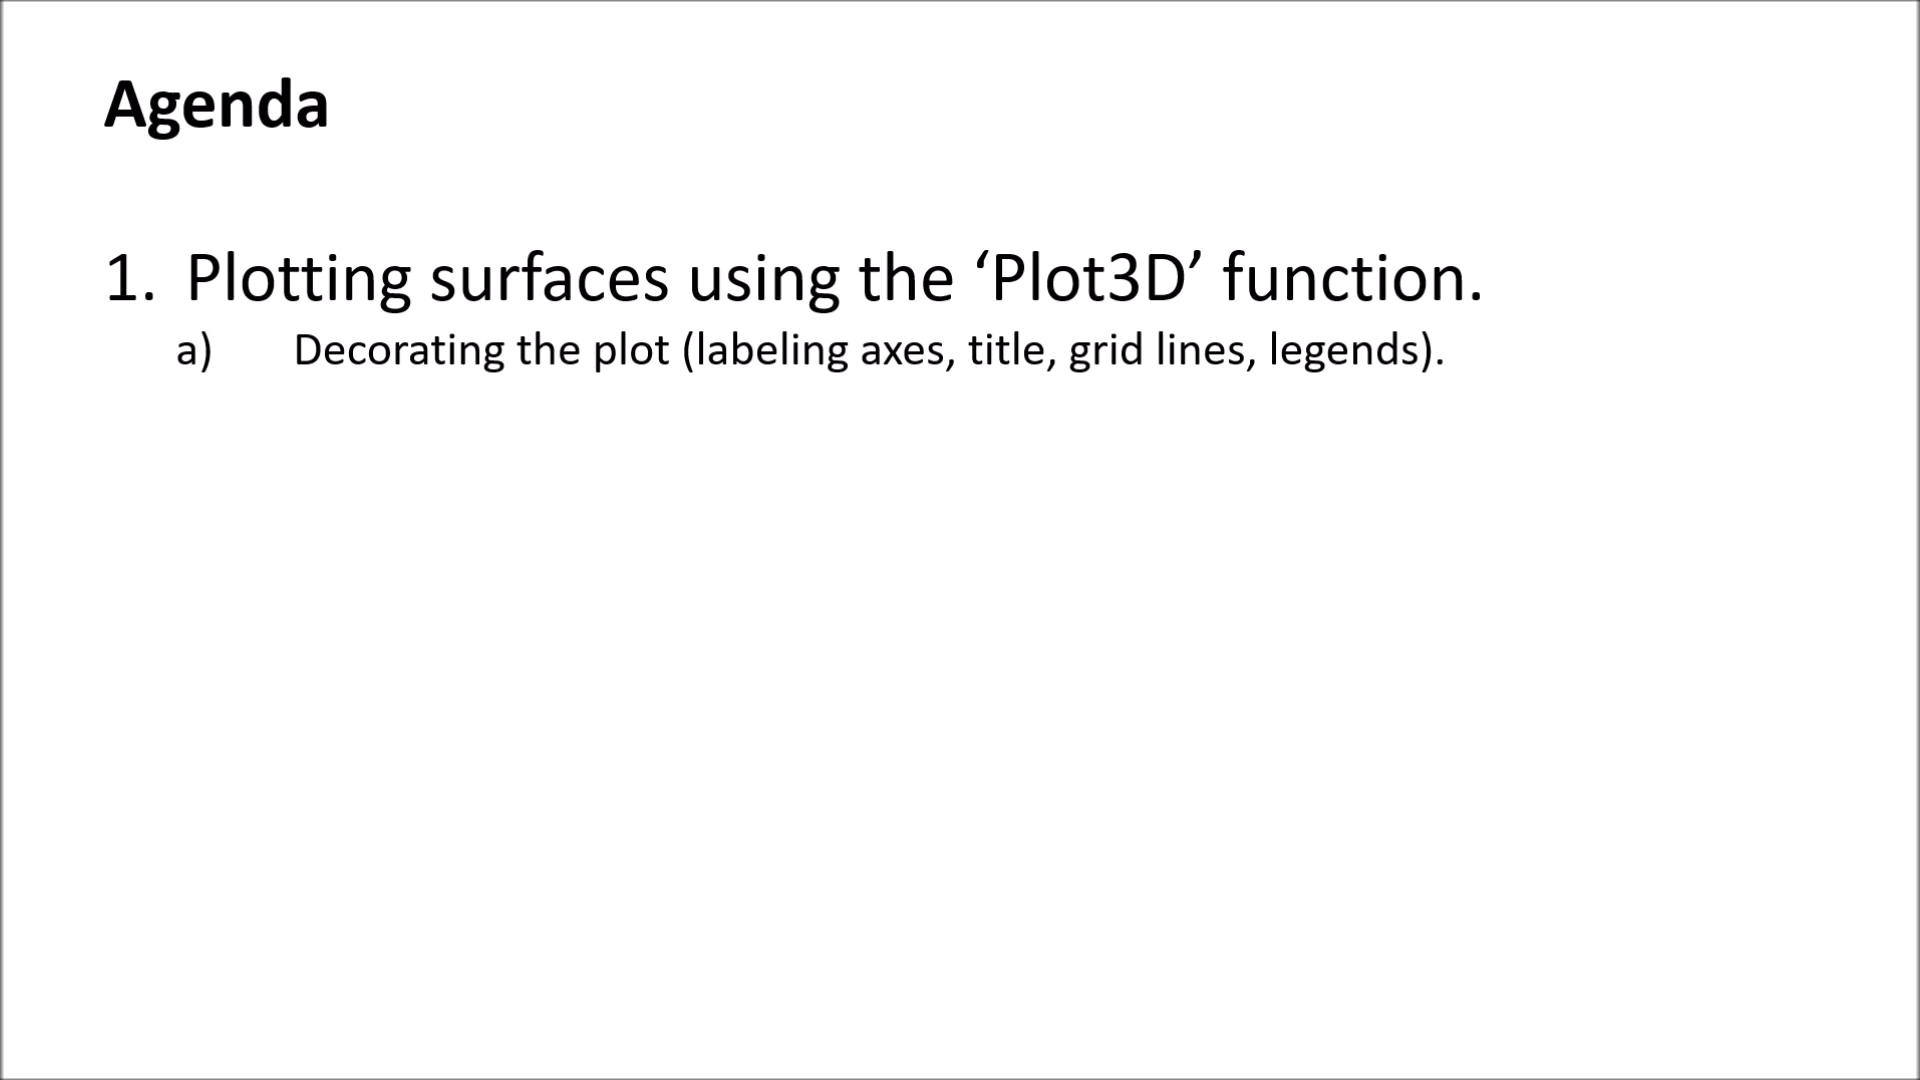 Agenda
1. Plotting surfaces using the ‘Plot3D’ function.
a) Decorating the plot (labeling axes, title, grid lines, legends).